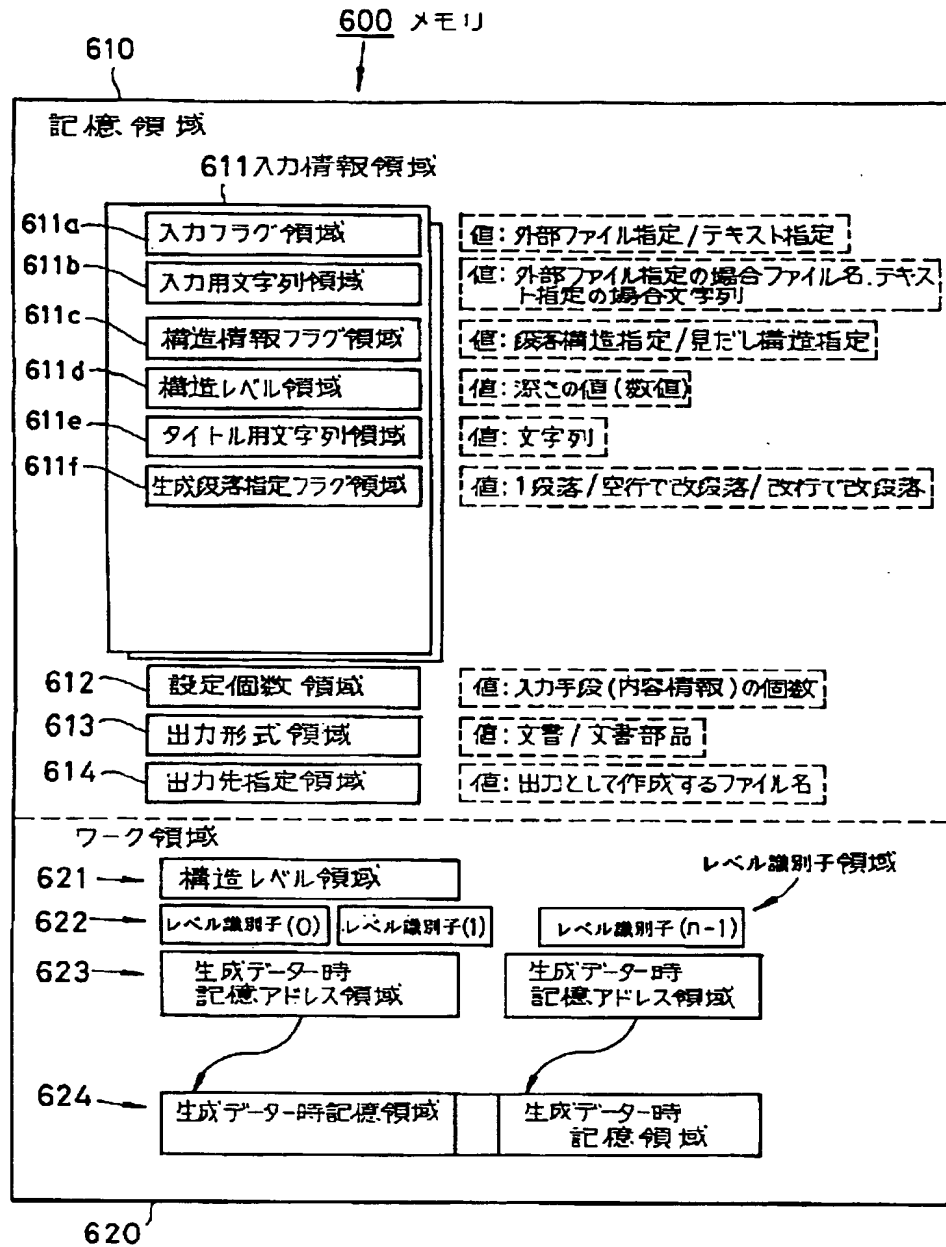 600 メモリ
610
記憶領域
611入力情報領域
611a
入力フラグ領域
値：外部ファイル指定/テキスト指定
611b
入力用文字列領域
値：外部ファイル指定の場合ファイル名、テキス
ト指定の場合文字列
611c
構造情報フラグ領域
値：段落構造指定/見だし構造指定
611d
構造レベル領域
値：深さの値(数値)
611e
タイトル用文字列領域
値：文字列
611f
生成段落指定フラグ領域
値：1段落/空行で改段落/改行で改段落
612
設定個数領域
値：入力手段(内容情報)の個数
613
出力形式領域
値：文書/文書部品
614
出力先指定領域
値：出力として作成するファイル名
ワーク領域
レベル識別子領域
621
構造レベル領域
622
レベル識別子(0)
レベル識別子(1)
レベル識別子(n-1)
623
生成データ一時
記憶アドレス領域
生成データ一時
記憶アドレス領域
624
生成データ一時記憶領域
生成データ一時
記憶領域
620